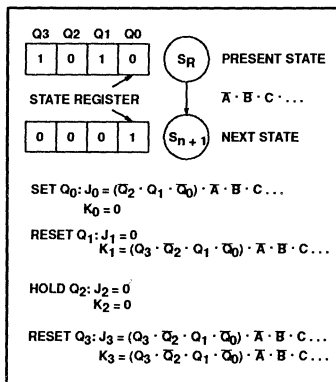 Q3 Q2 Q1 Q0
1 0 1 0
SR
PRESENT STATE
STATE REGISTER
A̅ · B̅ · C · ...
0 0 0 1
Sn + 1
NEXT STATE
SET Q0: J0 = (Q̅2 · Q1 · Q̅0) · A̅ · B̅ · C ...
K0 = 0
RESET Q1: J1 = 0
K1 = (Q3 · Q̅2 · Q1 · Q̅0) · A̅ · B̅ · C ...
HOLD Q2: J2 = 0
K2 = 0
RESET Q3: J3 = (Q3 · Q̅2 · Q1 · Q̅0) · A̅ · B̅ · C ...
K3 = (Q3 · Q̅2 · Q1 · Q̅0) · A̅ · B̅ · C ...